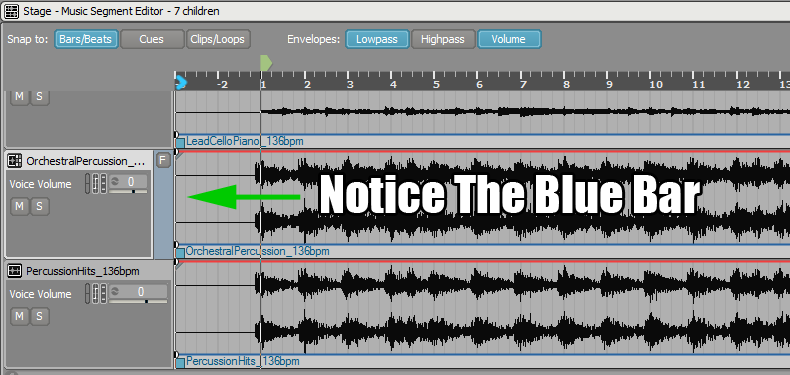 Stage - Music Segment Editor - 7 children
Snap to: Bars/Beats Cues Clips/Loops Envelopes: Lowpass Highpass Volume
-2 1 2 3 4 5 6 7 8 9 10 11 12 13
M S
LeadCelloPiano_136bpm
OrchestralPercussion_... F
Voice Volume 0
M S
Notice The Blue Bar
OrchestralPercussion_136bpm
PercussionHits_136bpm
Voice Volume 0
M S
PercussionHits_136bpm